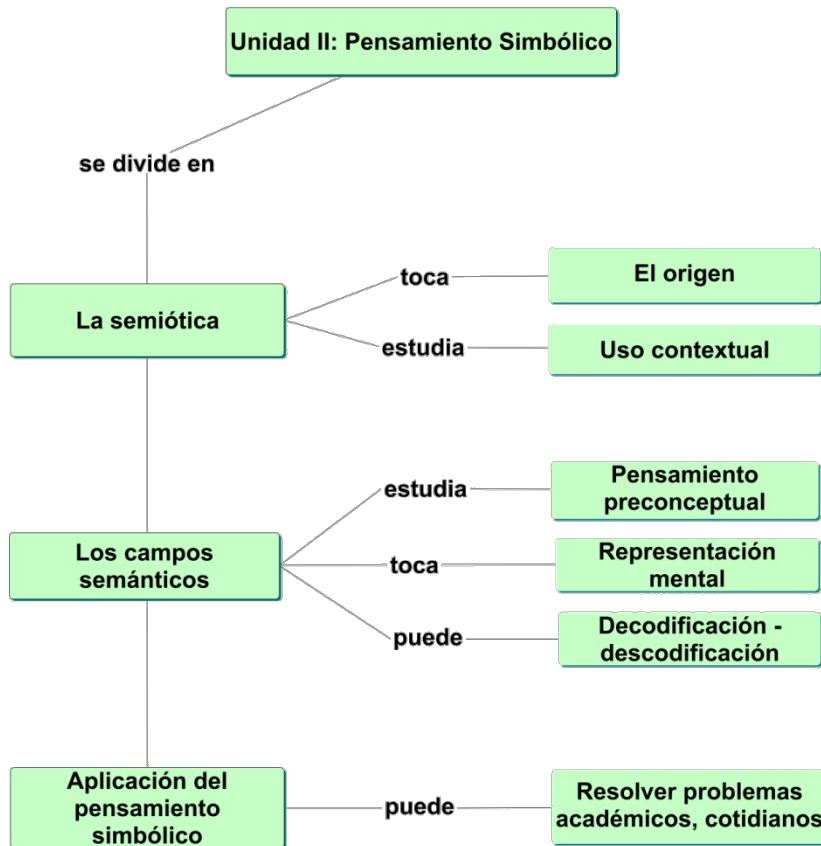 Unidad II: Pensamiento Simbólico
se divide en
La semiótica
toca
El origen
estudia
Uso contextual
Los campos
semánticos
estudia
Pensamiento
preconceptual
toca
Representación
mental
puede
Decodificación -
descodificación
Aplicación del
pensamiento
simbólico
puede
Resolver problemas
académicos, cotidianos